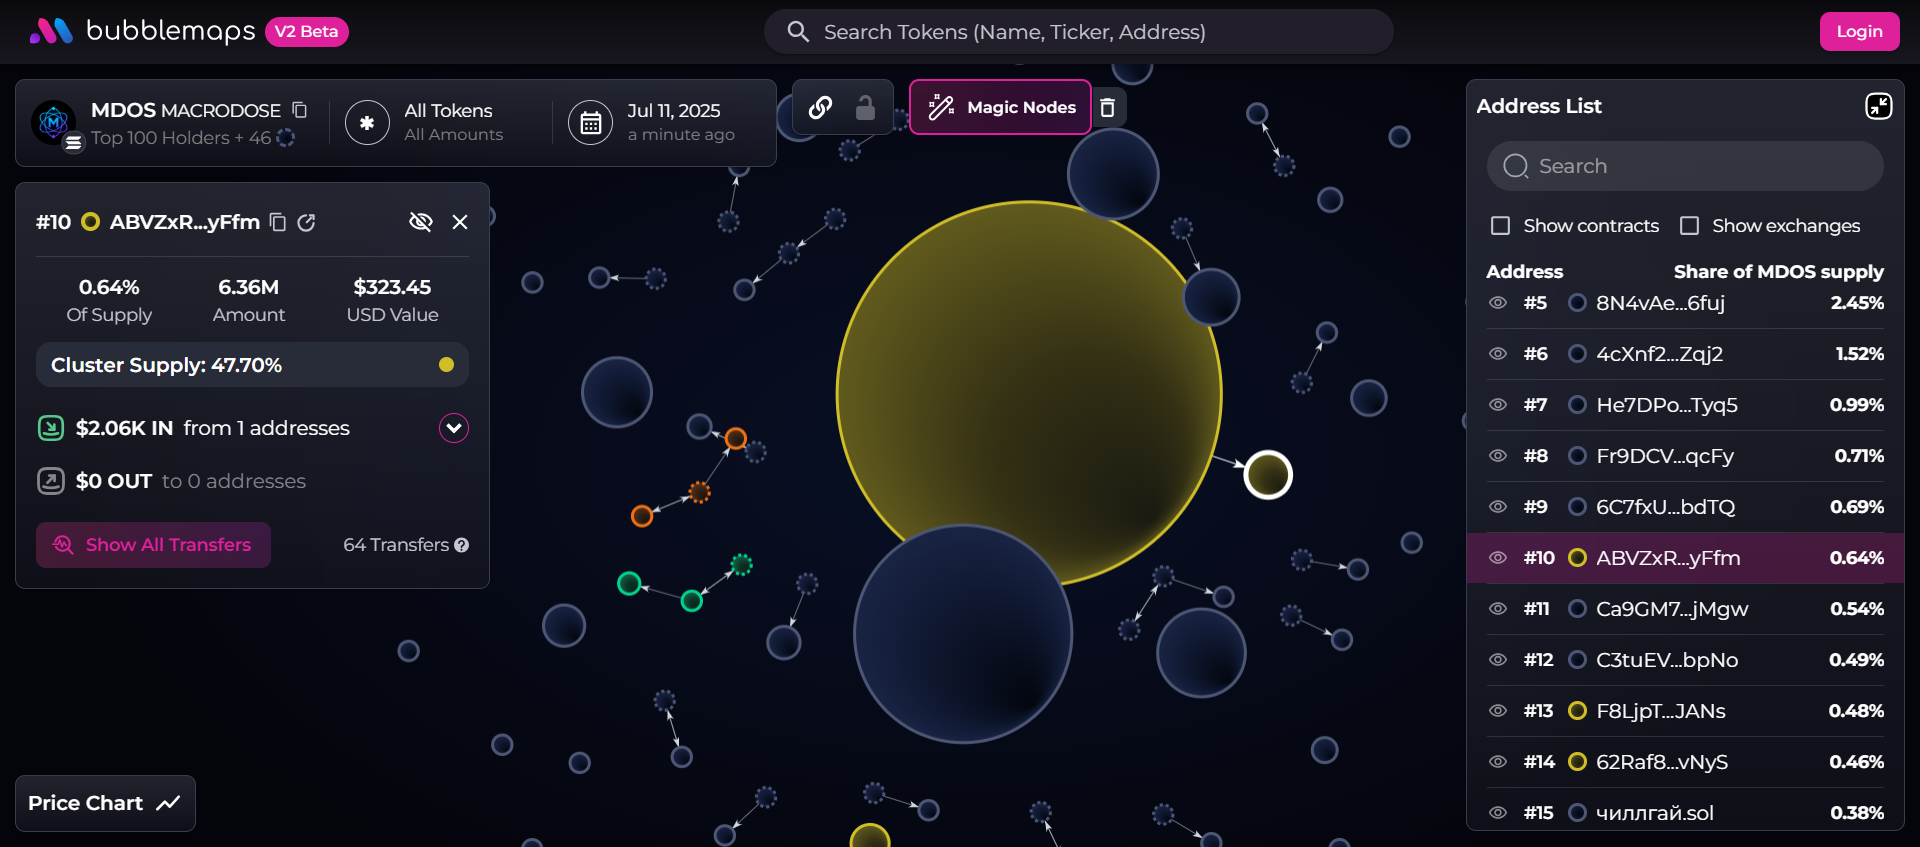 bubblemaps V2 Beta
Search Tokens (Name, Ticker, Address)
Login
MDOS MACRODOSE
Top 100 Holders + 46
All Tokens
All Amounts
Jul 11, 2025
a minute ago
Magic Nodes
#10 ABVZxR...yFfm
0.64% 6.36M $323.45
Of Supply Amount USD Value
Cluster Supply: 47.70%
$2.06K IN from 1 addresses
$0 OUT to 0 addresses
Show All Transfers 64 Transfers
Price Chart
Address List
Search
Show contracts Show exchanges
Address Share of MDOS supply
#5 8N4vAe...6fuj 2.45%
#6 4cXnf2...Zqj2 1.52%
#7 He7DPo...Tyq5 0.99%
#8 Fr9DCV...qcFy 0.71%
#9 6C7fxU...bdTQ 0.69%
#10 ABVZxR...yFfm 0.64%
#11 Ca9GM7...jMgw 0.54%
#12 C3tuEV...bpNo 0.49%
#13 F8LjpT...JANs 0.48%
#14 62Raf8...vNyS 0.46%
#15 чиллгай.sol 0.38%